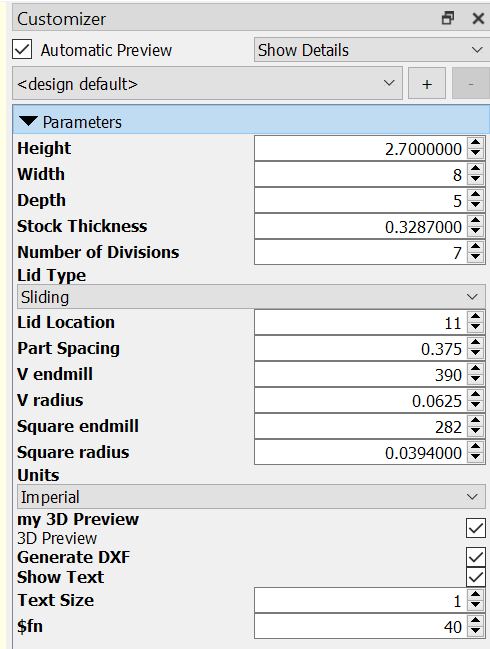 Customizer
Automatic Preview Show Details
<design default> + -
Parameters
Height 2.7000000
Width 8
Depth 5
Stock Thickness 0.3287000
Number of Divisions 7
Lid Type
Sliding
Lid Location 11
Part Spacing 0.375
V endmill 390
V radius 0.0625
Square endmill 282
Square radius 0.0394000
Units
Imperial
my 3D Preview
3D Preview
Generate DXF
Show Text
Text Size 1
$fn 40